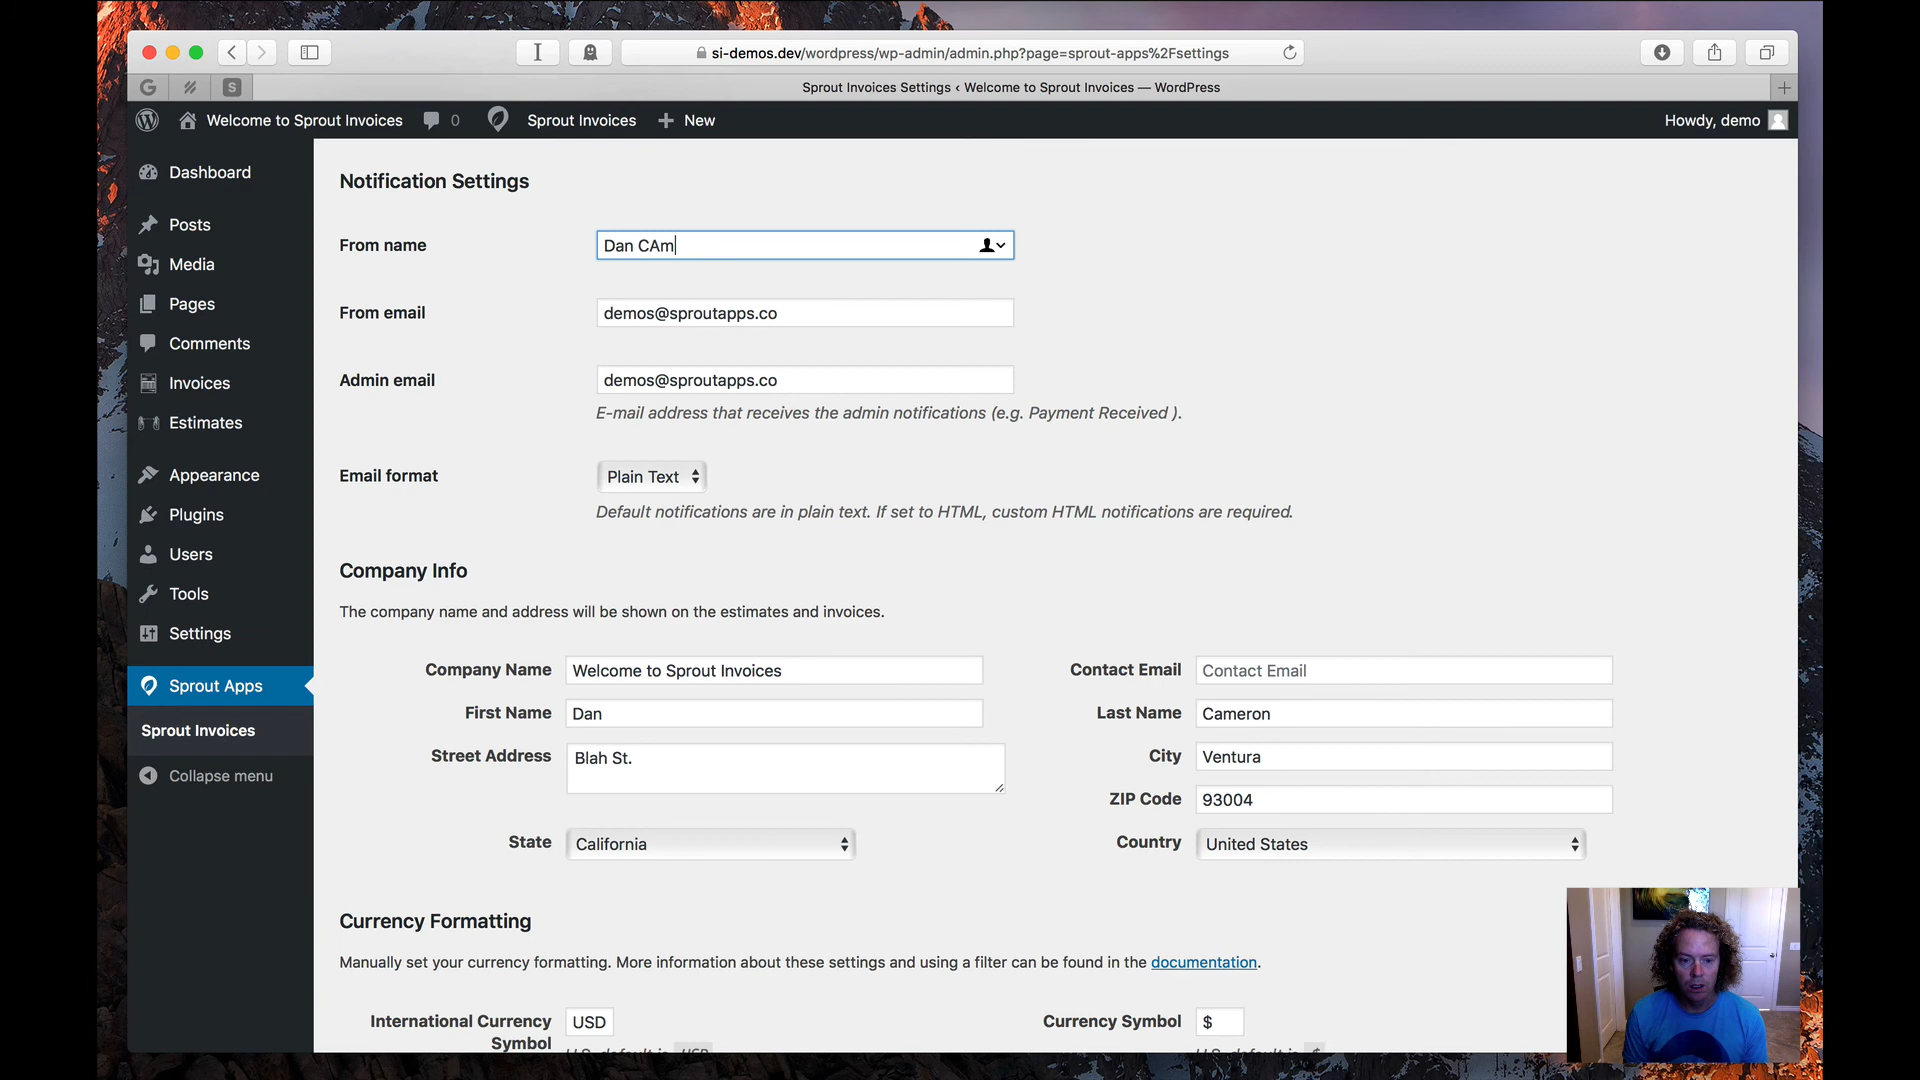 si-demos.dev/wordpress/wp-admin/admin.php?page=sprout-apps%2Fsettings
G
S
Sprout Invoices Settings ‹ Welcome to Sprout Invoices — WordPress
Welcome to Sprout Invoices
0
Sprout Invoices
New
Howdy, demo
Dashboard
Posts
Media
Pages
Comments
Invoices
Estimates
Appearance
Plugins
Users
Tools
Settings
Sprout Apps
Sprout Invoices
Collapse menu
Notification Settings
From name
Dan CAm
From email
demos@sproutapps.co
Admin email
demos@sproutapps.co
E-mail address that receives the admin notifications (e.g. Payment Received ).
Email format
Plain Text
Default notifications are in plain text. If set to HTML, custom HTML notifications are required.
Company Info
The company name and address will be shown on the estimates and invoices.
Company Name
Welcome to Sprout Invoices
Contact Email
Contact Email
First Name
Dan
Last Name
Cameron
Street Address
Blah St.
City
Ventura
ZIP Code
93004
State
California
Country
United States
Currency Formatting
Manually set your currency formatting. More information about these settings and using a filter can be found in the documentation.
International Currency
Symbol
USD
Currency Symbol
$
U.S. default is USD
U.S. default is $